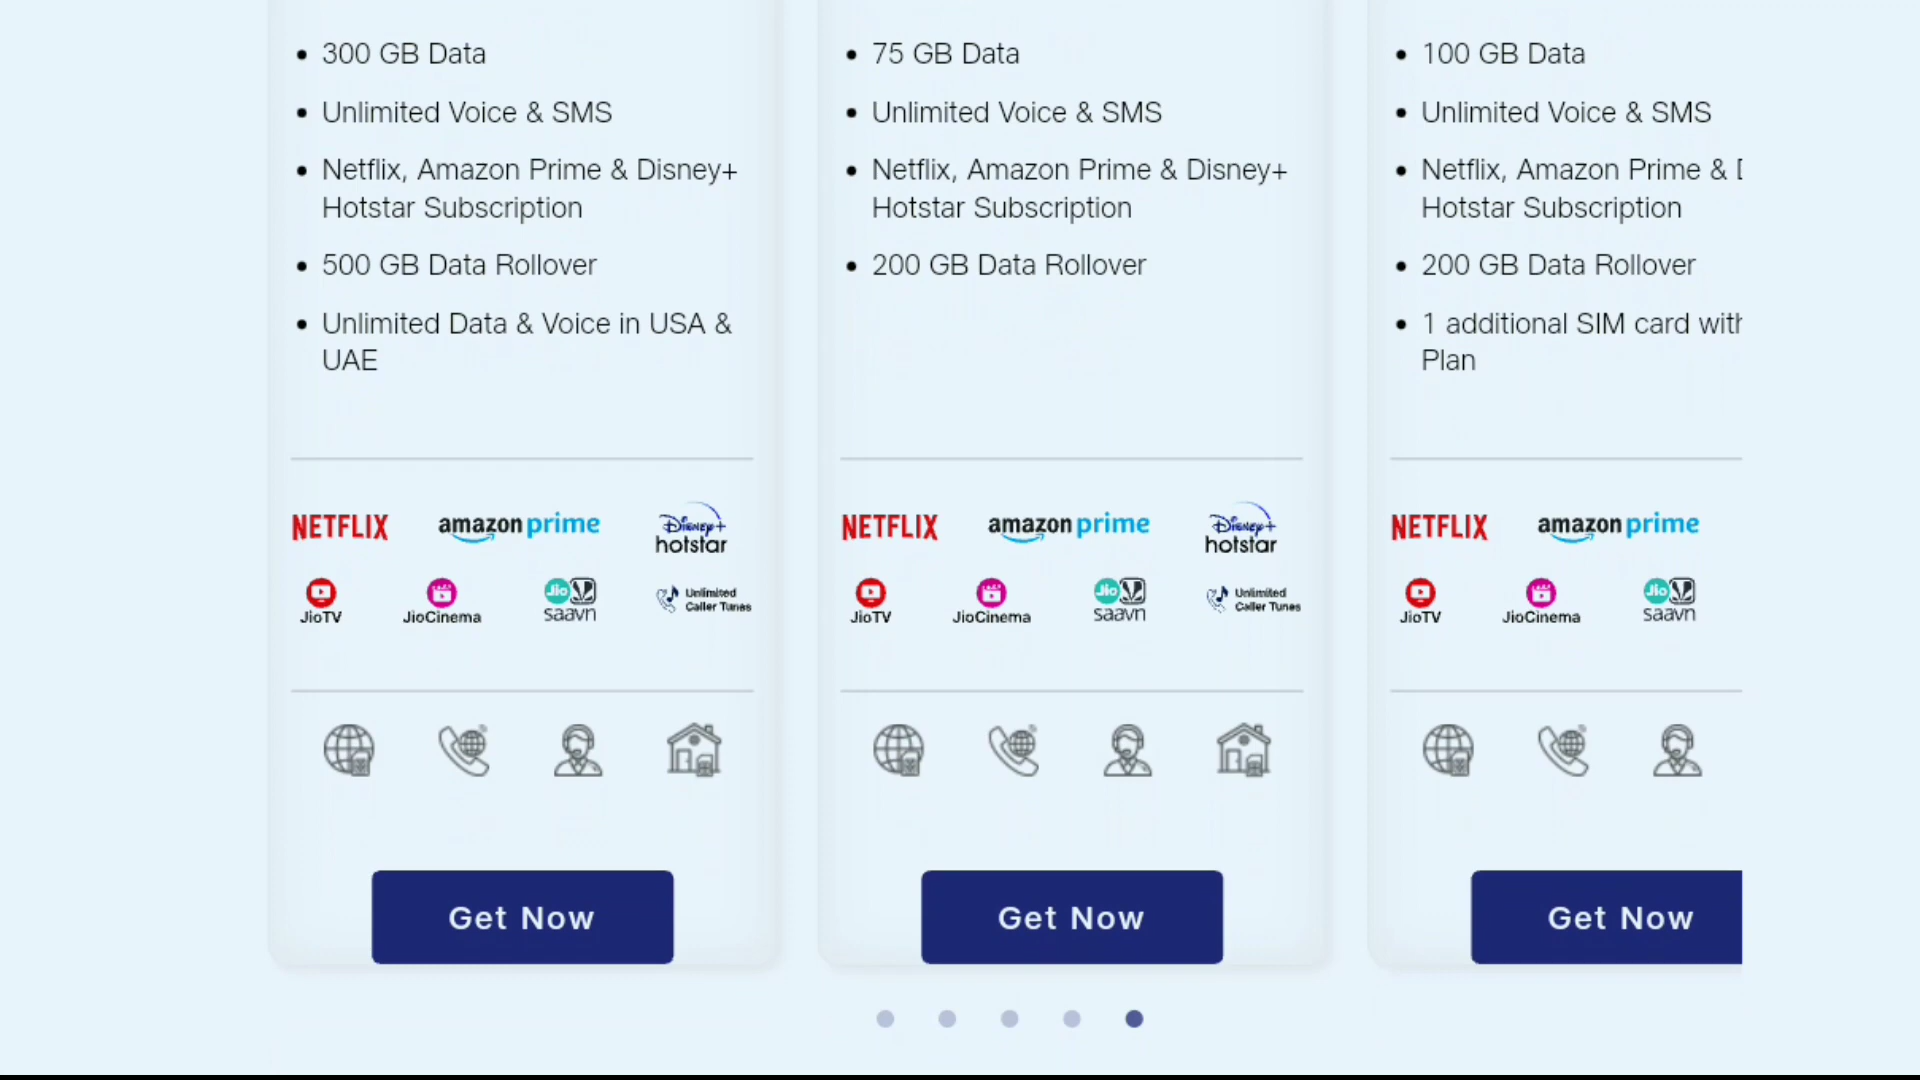 300 GB Data
Unlimited Voice & SMS
Netflix, Amazon Prime & Disney+
Hotstar Subscription
500 GB Data Rollover
Unlimited Data & Voice in USA &
UAE
NETFLIX
amazon prime
Disney+
hotstar
JioTV
JioCinema
Jio
saavn
Unlimited
Caller Tunes
Get Now
75 GB Data
Unlimited Voice & SMS
Netflix, Amazon Prime & Disney+
Hotstar Subscription
200 GB Data Rollover
NETFLIX
amazon prime
Disney+
hotstar
JioTV
JioCinema
Jio
saavn
Unlimited
Caller Tunes
Get Now
100 GB Data
Unlimited Voice & SMS
Netflix, Amazon Prime &
Hotstar Subscription
200 GB Data Rollover
1 additional SIM card with
Plan
NETFLIX
amazon prime
JioTV
JioCinema
Jio
saavn
Get Now